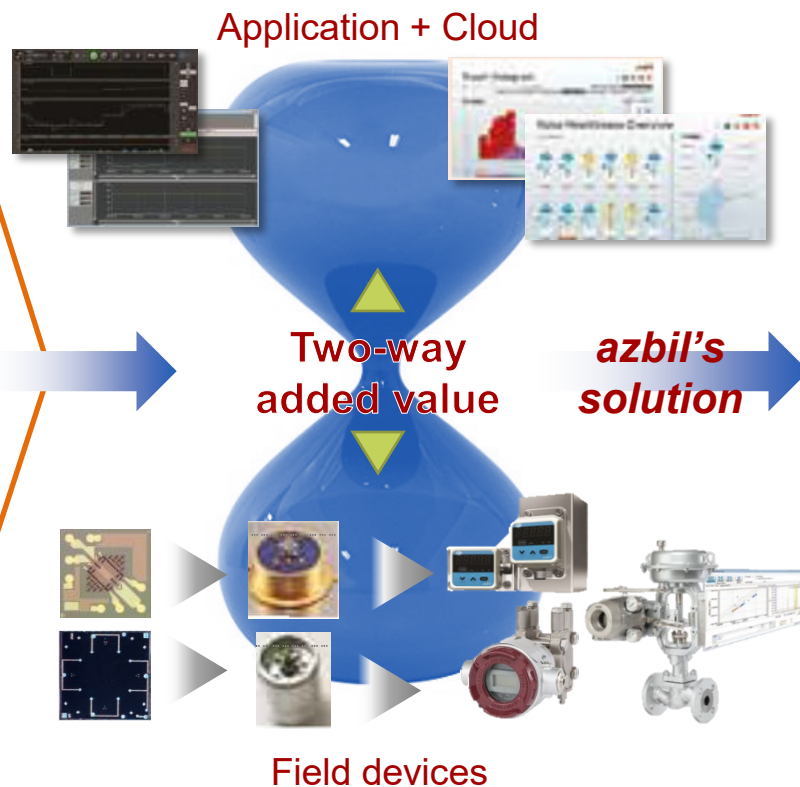 Application + Cloud
Two-way
added value
azbil's
solution
Field devices